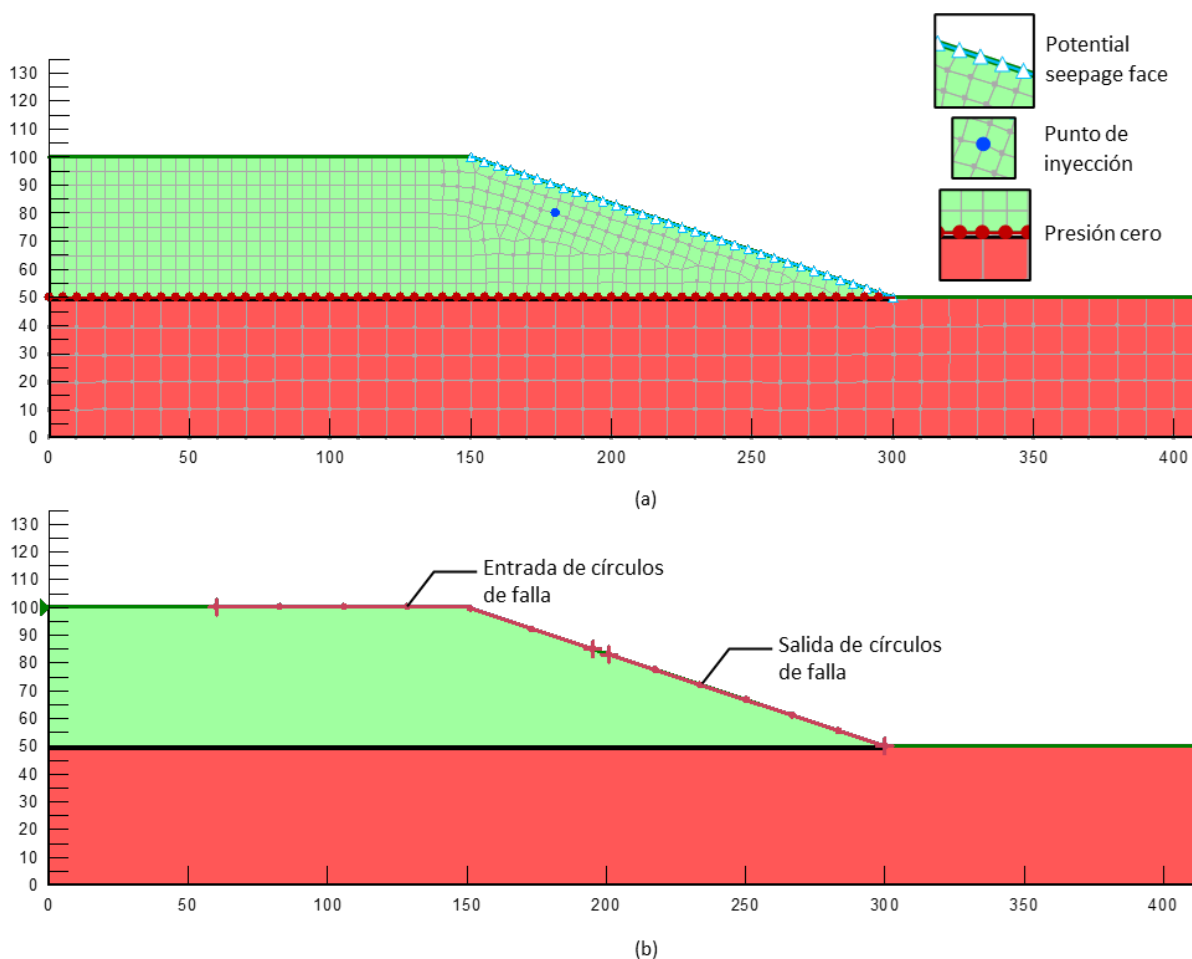 Potential
seepage face
Punto de
inyección
Presión cero
130
120
110
100
90
80
70
60
50
40
30
20
10
0
0 50 100 150 200 250 300 350 400
(a)
130
120
110
100
90
80
70
60
50
40
30
20
10
0
Entrada de círculos
de falla
Salida de círculos
de falla
0 50 100 150 200 250 300 350 400
(b)